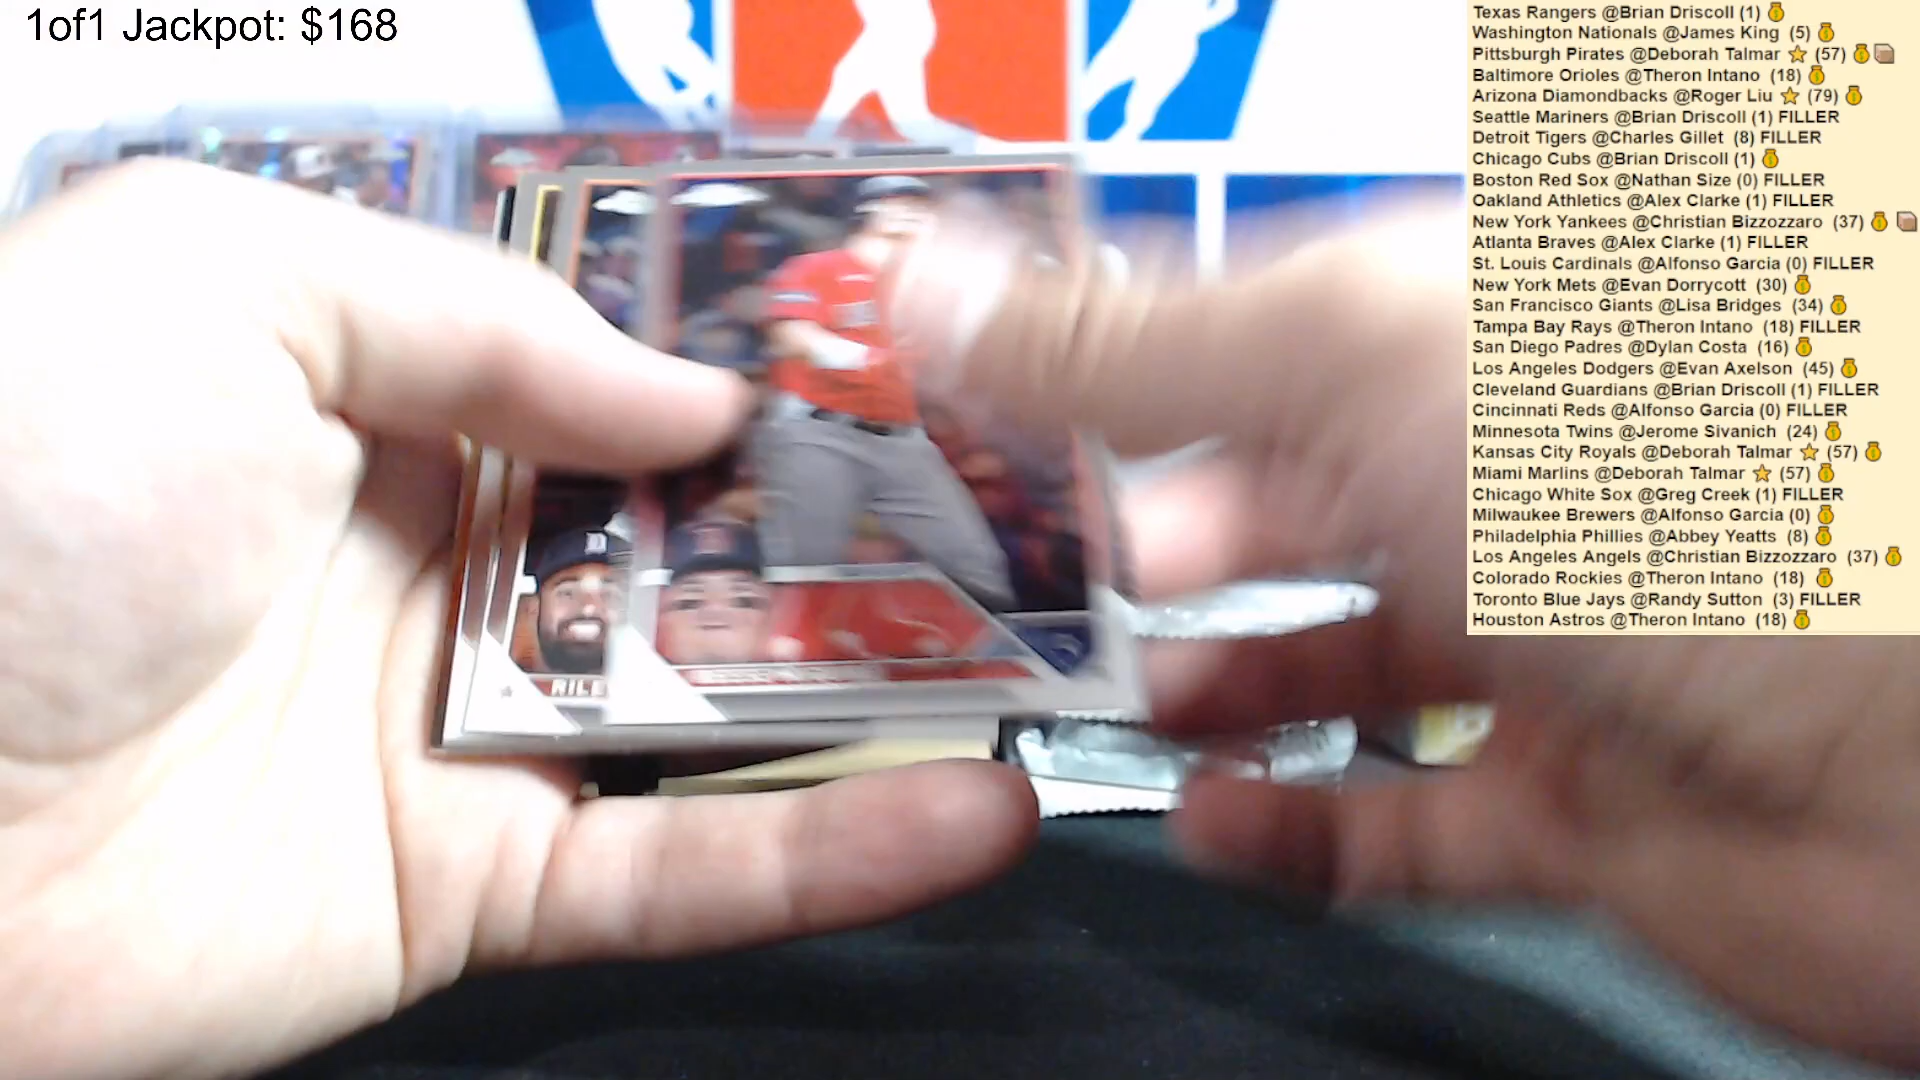 1of1 Jackpot: $168
Texas Rangers @Brian Driscoll (1)
Washington Nationals @James King (5)
Pittsburgh Pirates @Deborah Talmar ⭐ (57)
Baltimore Orioles @Theron Intano (18)
Arizona Diamondbacks @Roger Liu ⭐ (79)
Seattle Mariners @Brian Driscoll (1) FILLER
Detroit Tigers @Charles Gillet (8) FILLER
Chicago Cubs @Brian Driscoll (1)
Boston Red Sox @Nathan Size (0) FILLER
Oakland Athletics @Alex Clarke (1) FILLER
New York Yankees @Christian Bizzozzaro (37)
Atlanta Braves @Alex Clarke (1) FILLER
St. Louis Cardinals @Alfonso Garcia (0) FILLER
New York Mets @Evan Dorrycott (30)
San Francisco Giants @Lisa Bridges (34)
Tampa Bay Rays @Theron Intano (18) FILLER
San Diego Padres @Dylan Costa (16)
Los Angeles Dodgers @Evan Axelson (45)
Cleveland Guardians @Brian Driscoll (1) FILLER
Cincinnati Reds @Alfonso Garcia (0) FILLER
Minnesota Twins @Jerome Sivanich (24)
Kansas City Royals @Deborah Talmar ⭐ (57)
Miami Marlins @Deborah Talmar ⭐ (57)
Chicago White Sox @Greg Creek (1) FILLER
Milwaukee Brewers @Alfonso Garcia (0)
Philadelphia Phillies @Abbey Yeatts (8)
Los Angeles Angels @Christian Bizzozzaro (37)
Colorado Rockies @Theron Intano (18)
Toronto Blue Jays @Randy Sutton (3) FILLER
Houston Astros @Theron Intano (18)
D
RILE